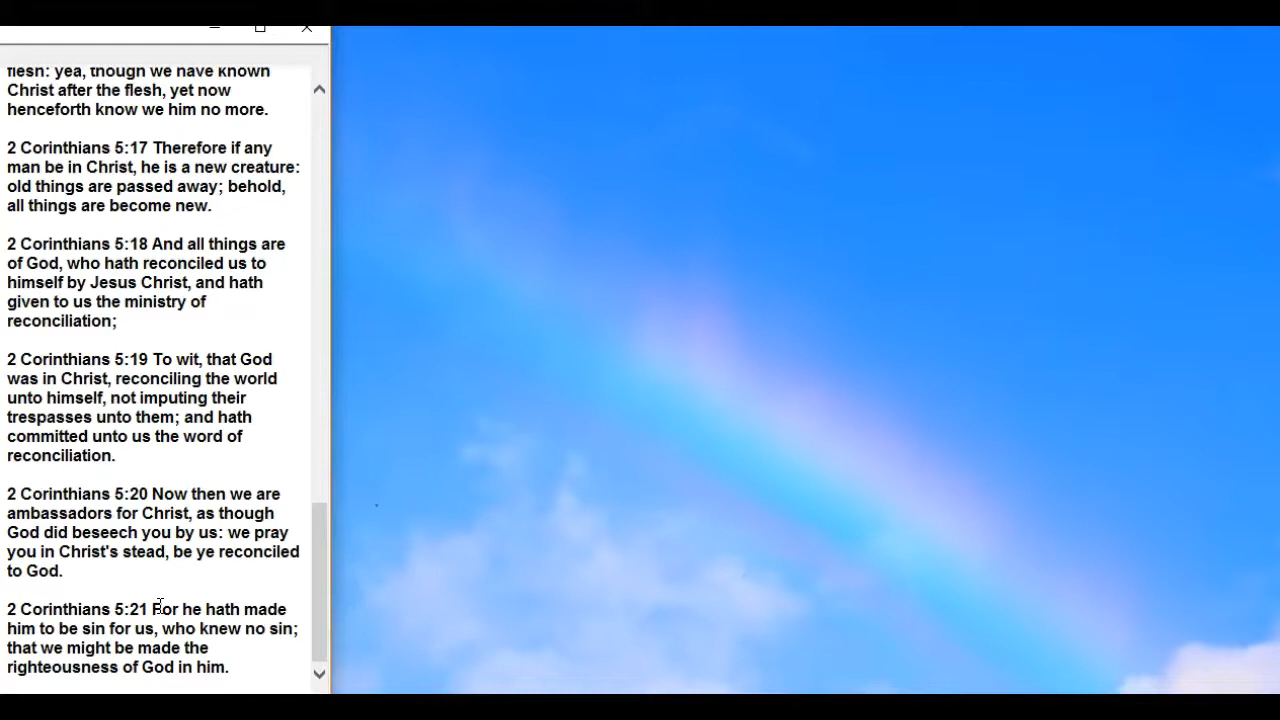 flesh: yea, though we have known
Christ after the flesh, yet now
henceforth know we him no more.
2 Corinthians 5:17 Therefore if any
man be in Christ, he is a new creature:
old things are passed away; behold,
all things are become new.
2 Corinthians 5:18 And all things are
of God, who hath reconciled us to
himself by Jesus Christ, and hath
given to us the ministry of
reconciliation;
2 Corinthians 5:19 To wit, that God
was in Christ, reconciling the world
unto himself, not imputing their
trespasses unto them; and hath
committed unto us the word of
reconciliation.
2 Corinthians 5:20 Now then we are
ambassadors for Christ, as though
God did beseech you by us: we pray
you in Christ's stead, be ye reconciled
to God.
2 Corinthians 5:21 For he hath made
him to be sin for us, who knew no sin;
that we might be made the
righteousness of God in him.